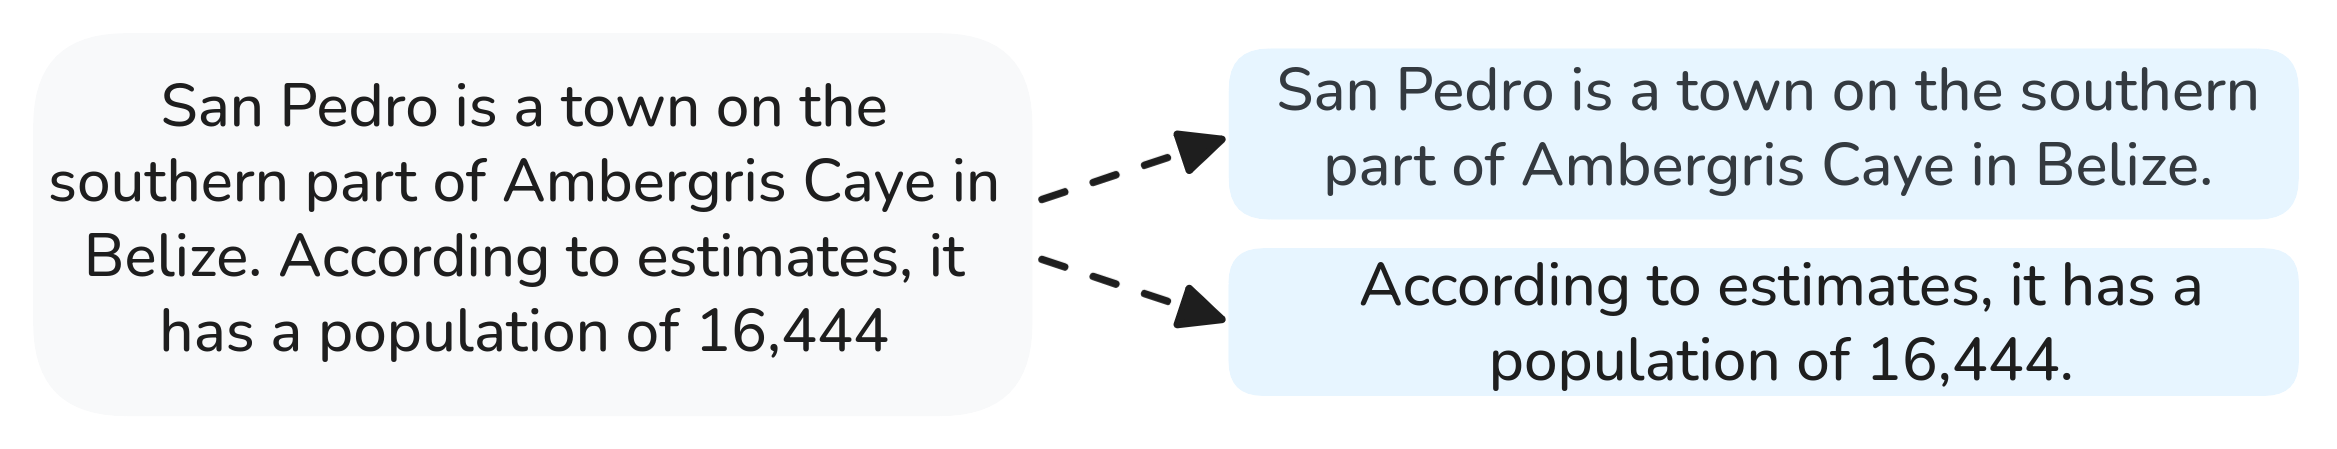 San Pedro is a town on the
southern part of Ambergris Caye in
Belize. According to estimates, it
has a population of 16,444
San Pedro is a town on the southern
part of Ambergris Caye in Belize.
According to estimates, it has a
population of 16,444.